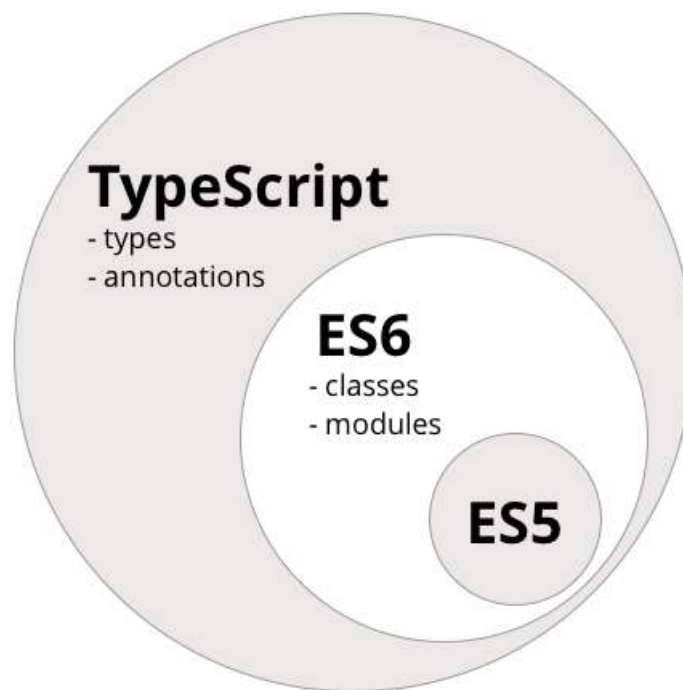 TypeScript
- types
- annotations
ES6
- classes
- modules
ES5